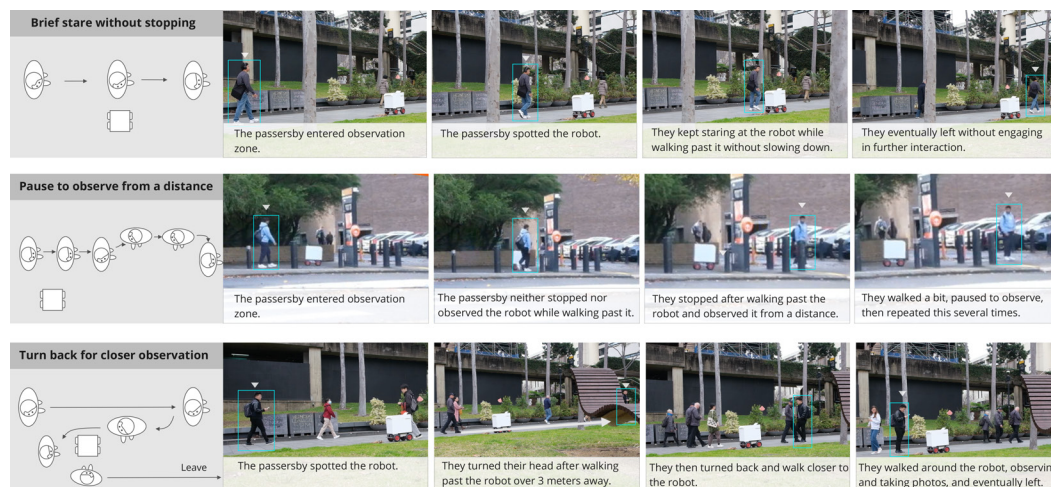 Brief stare without stopping
The passersby entered observation
zone.
The passersby spotted the robot.
They kept staring at the robot while
walking past it without slowing down.
They eventually left without engaging
in further interaction.
Pause to observe from a distance
The passersby entered observation
zone.
The passersby neither stopped nor
observed the robot while walking past it.
They stopped after walking past the
robot and observed it from a distance.
They walked a bit, paused to observe,
then repeated this several times.
Turn back for closer observation
Leave
The passersby spotted the robot.
They turned their head after walking
past the robot over 3 meters away.
They then turned back and walk closer to
the robot.
They walked around the robot, observin
and taking photos, and eventually left.